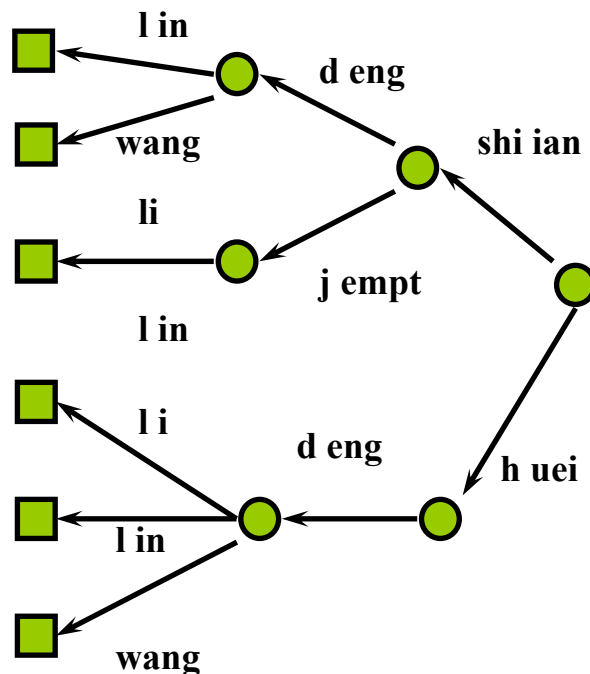 l in
d eng
wang
shi ian
li
j empt
l in
l i
d eng
h uei
l in
wang